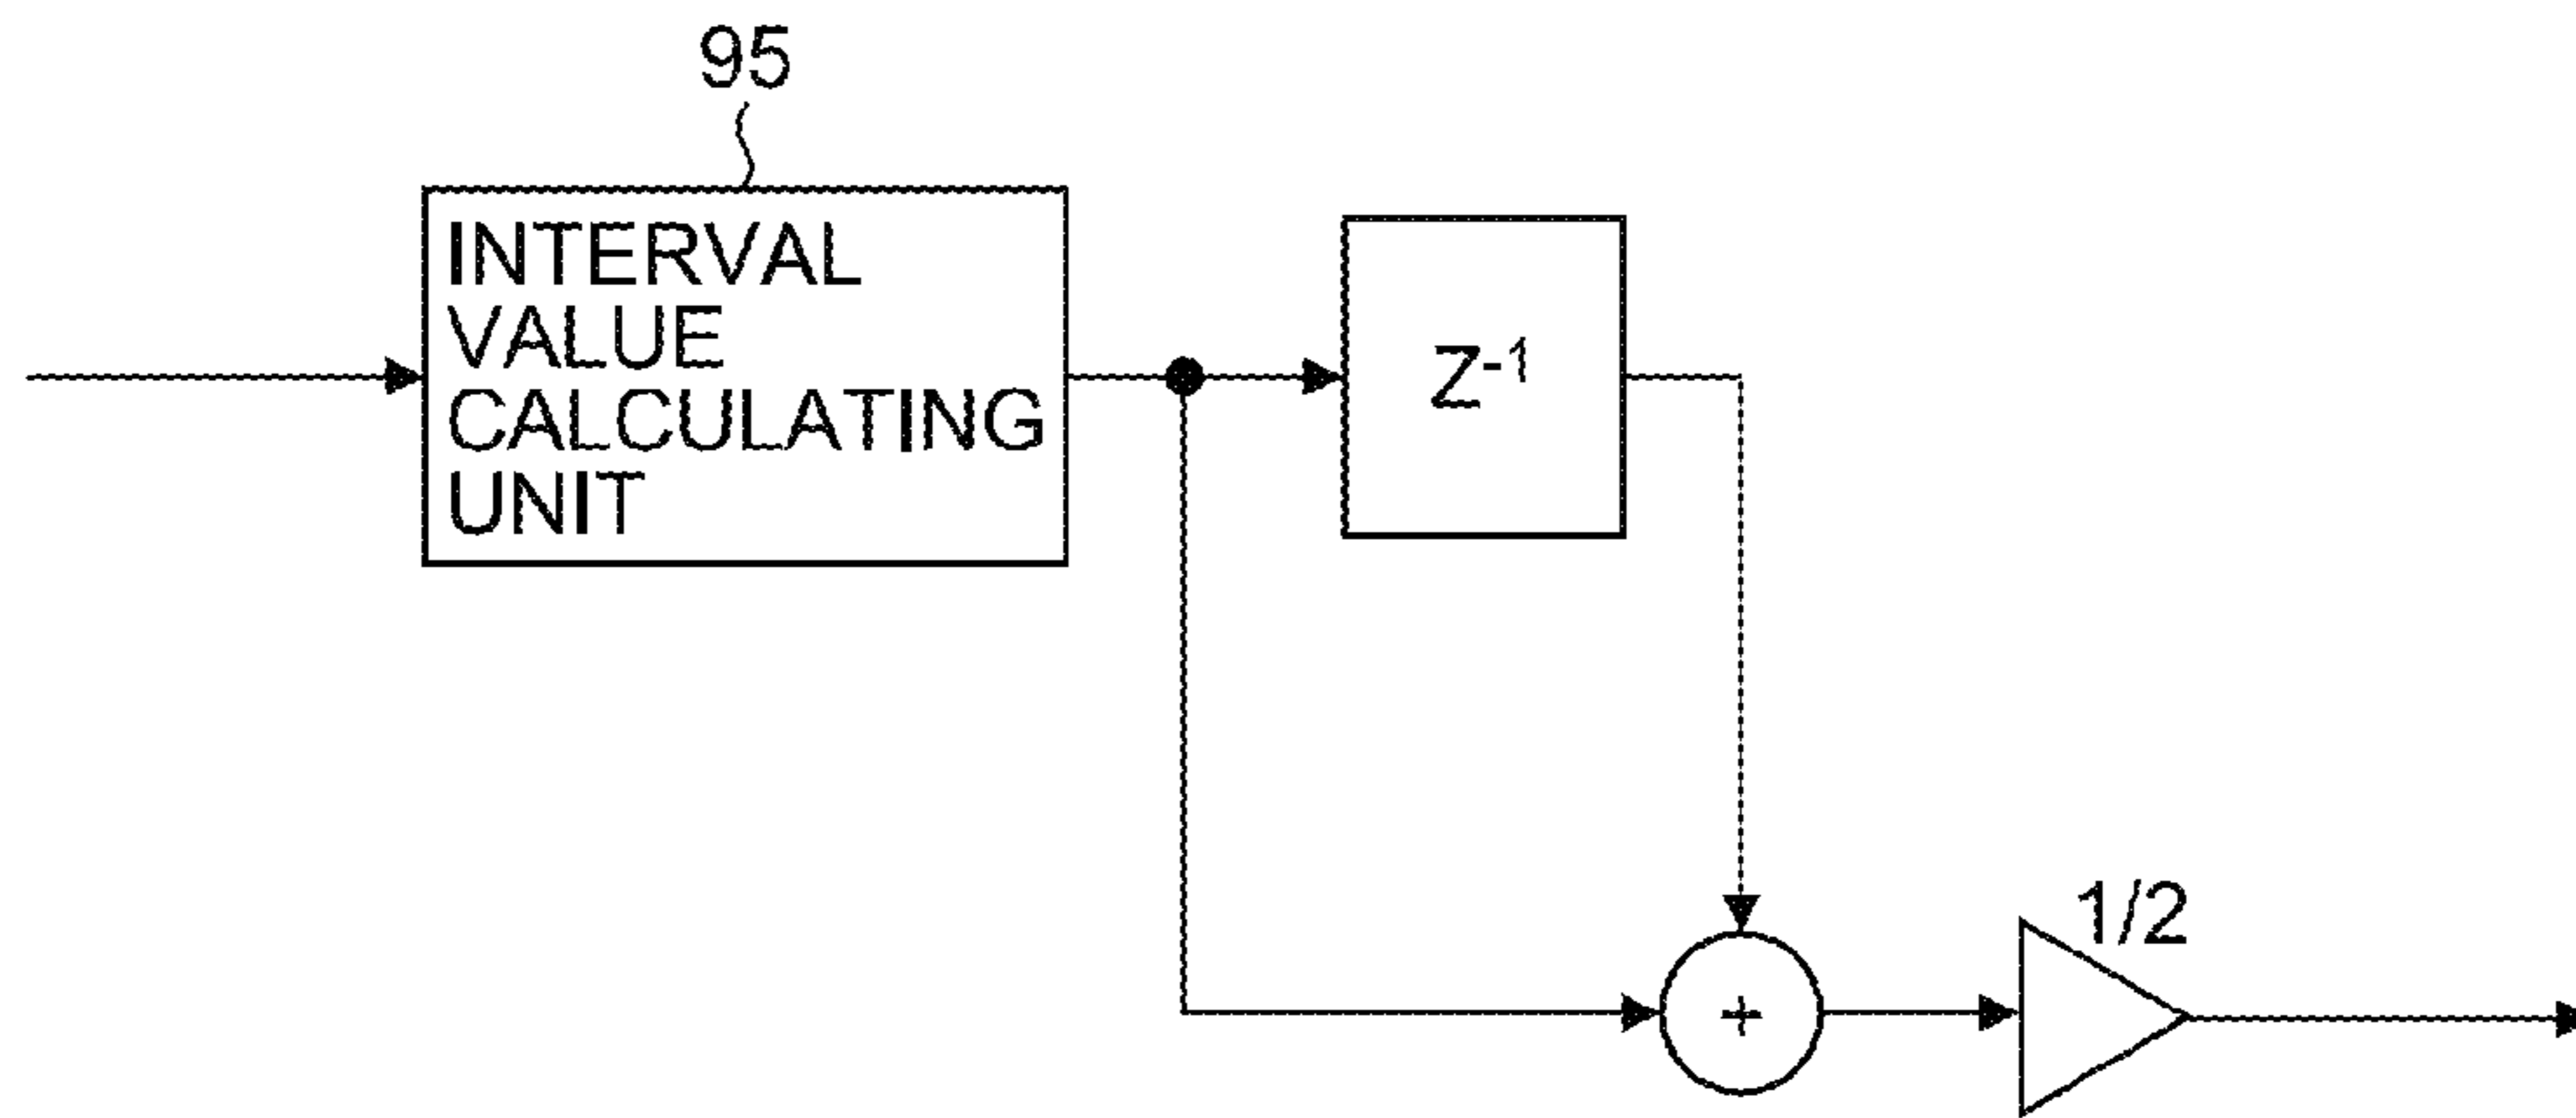 95
INTERVAL
VALUE
CALCULATING
UNIT
Z-1
+
1/2